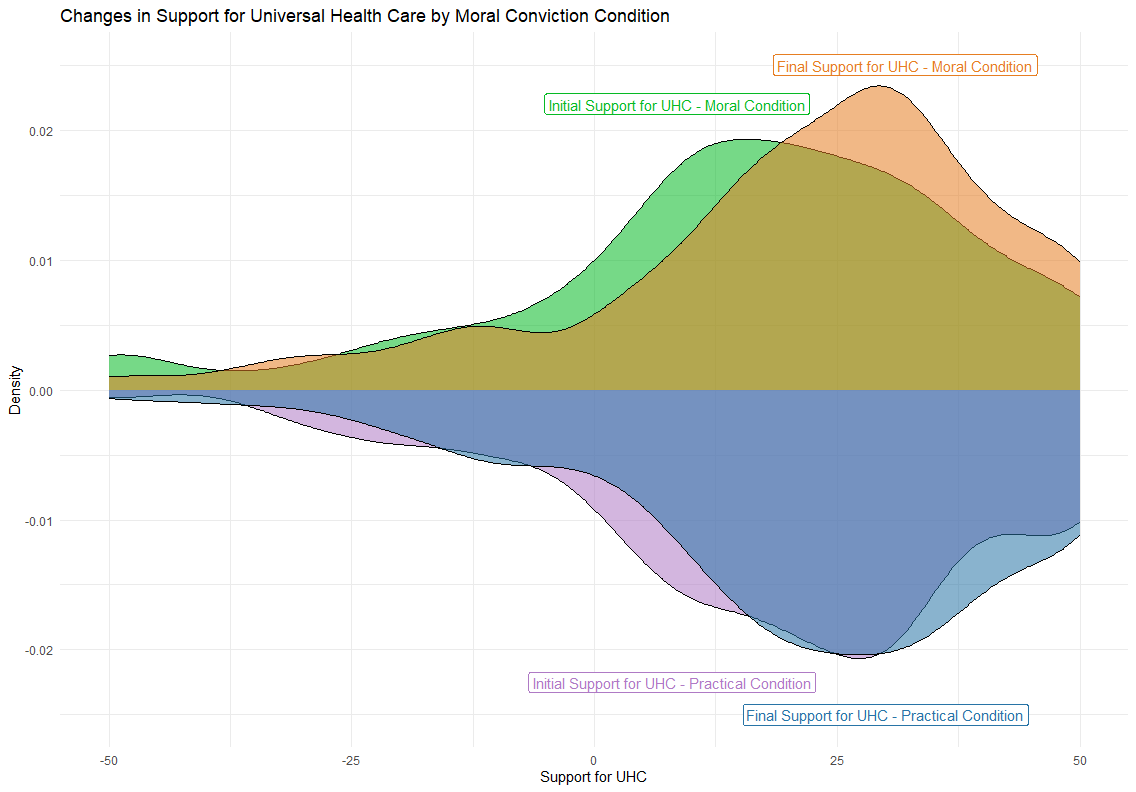 Changes in Support for Universal Health Care by Moral Conviction Condition
Final Support for UHC - Moral Condition
Initial Support for UHC - Moral Condition
0.02
0.01
0.00
-0.01
-0.02
Density
Initial Support for UHC - Practical Condition
Final Support for UHC - Practical Condition
-50
-25
0
25
50
Support for UHC